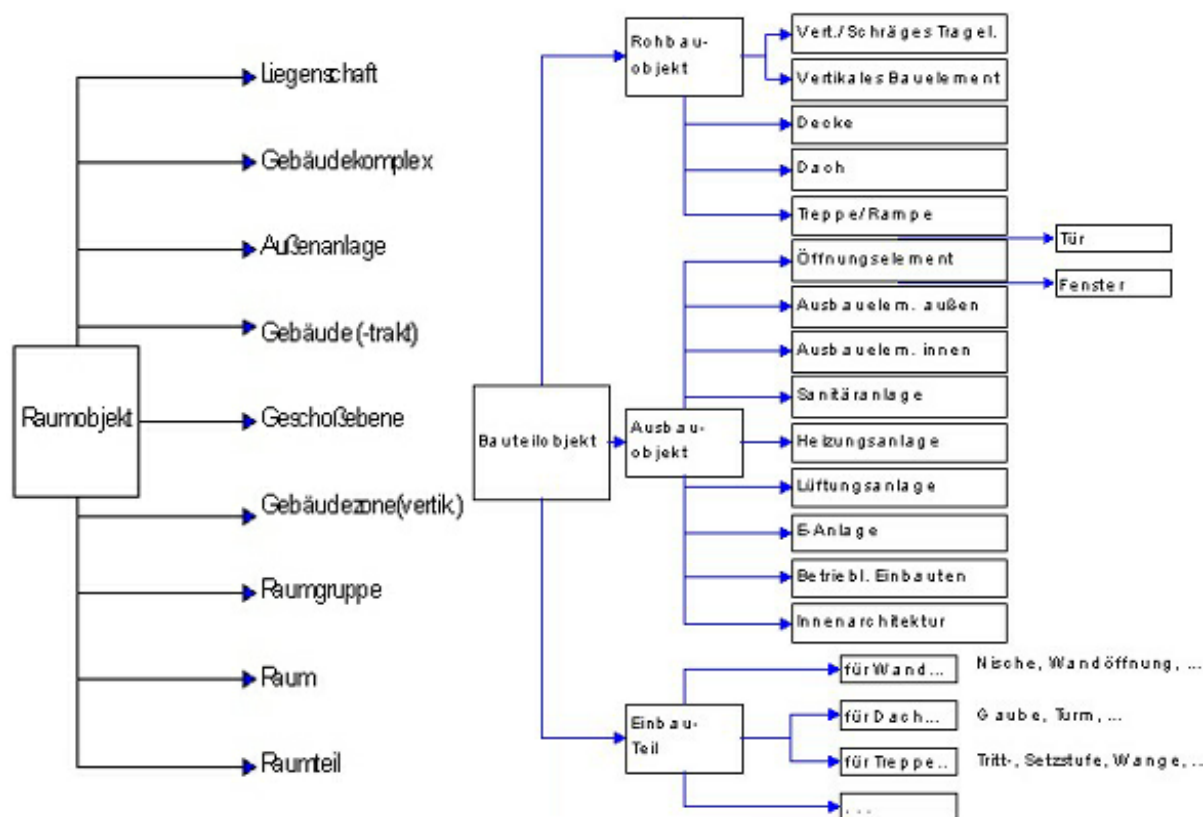 Raumobjekt
Liegenschaft
Gebäudekomplex
Außenanlage
Gebäude (-trakt)
Geschoßebene
Gebäudezone(vertik.)
Raumgruppe
Raum
Raumteil
Bauteilobjekt
Rohbau-
objekt
Vert./Schräges Tragel.
Vertikales Bauelement
Decke
Dach
Treppe/Rampe
Ausbau-
objekt
Öffnungselement
Tür
Fenster
Ausbauelem. außen
Ausbauelem. innen
Sanitäranlage
Heizungsanlage
Lüftungsanlage
E-Anlage
Betriebl. Einbauten
Innenarchitektur
Einbau-
Teil
für Wand... Nische, Wandöffnung, ...
für Dach... Gaube, Turm, ...
für Treppe.. Tritt-, Setzstufe, Wange, ...
. . .